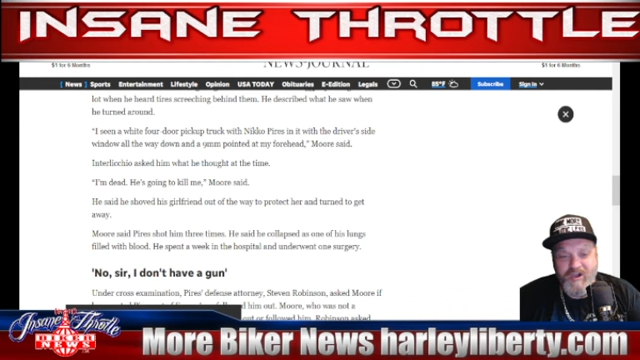 INSANE THROTTLE
$1 for 6 Months
NEWS-JOURNAL
$1 for 6 Months
News Sports Entertainment Lifestyle Opinion USA TODAY Obituaries E-Edition Legals 85°F Subscribe Sign In
lot when he heard tires screeching behind them. He described what he saw when
he turned around.
"I seen a white four-door pickup truck with Nikko Pires in it with the driver's side
window all the way down and a 9mm pointed at my forehead," Moore said.
Interlicchio asked him what he thought at the time.
"I'm dead. He's going to kill me," Moore said.
He said he shoved his girlfriend out of the way to protect her and turned to get
away.
Moore said Pires shot him three times. He said he collapsed as one of his lungs
filled with blood. He spent a week in the hospital and underwent one surgery.
'No, sir, I don't have a gun'
Under cross examination, Pires' defense attorney, Steven Robinson, asked Moore if
him out. Moore, who was not a
out or followed him. Robinson asked
Insane Throttle
BIKER
NEWS
More Biker News harleyliberty.com